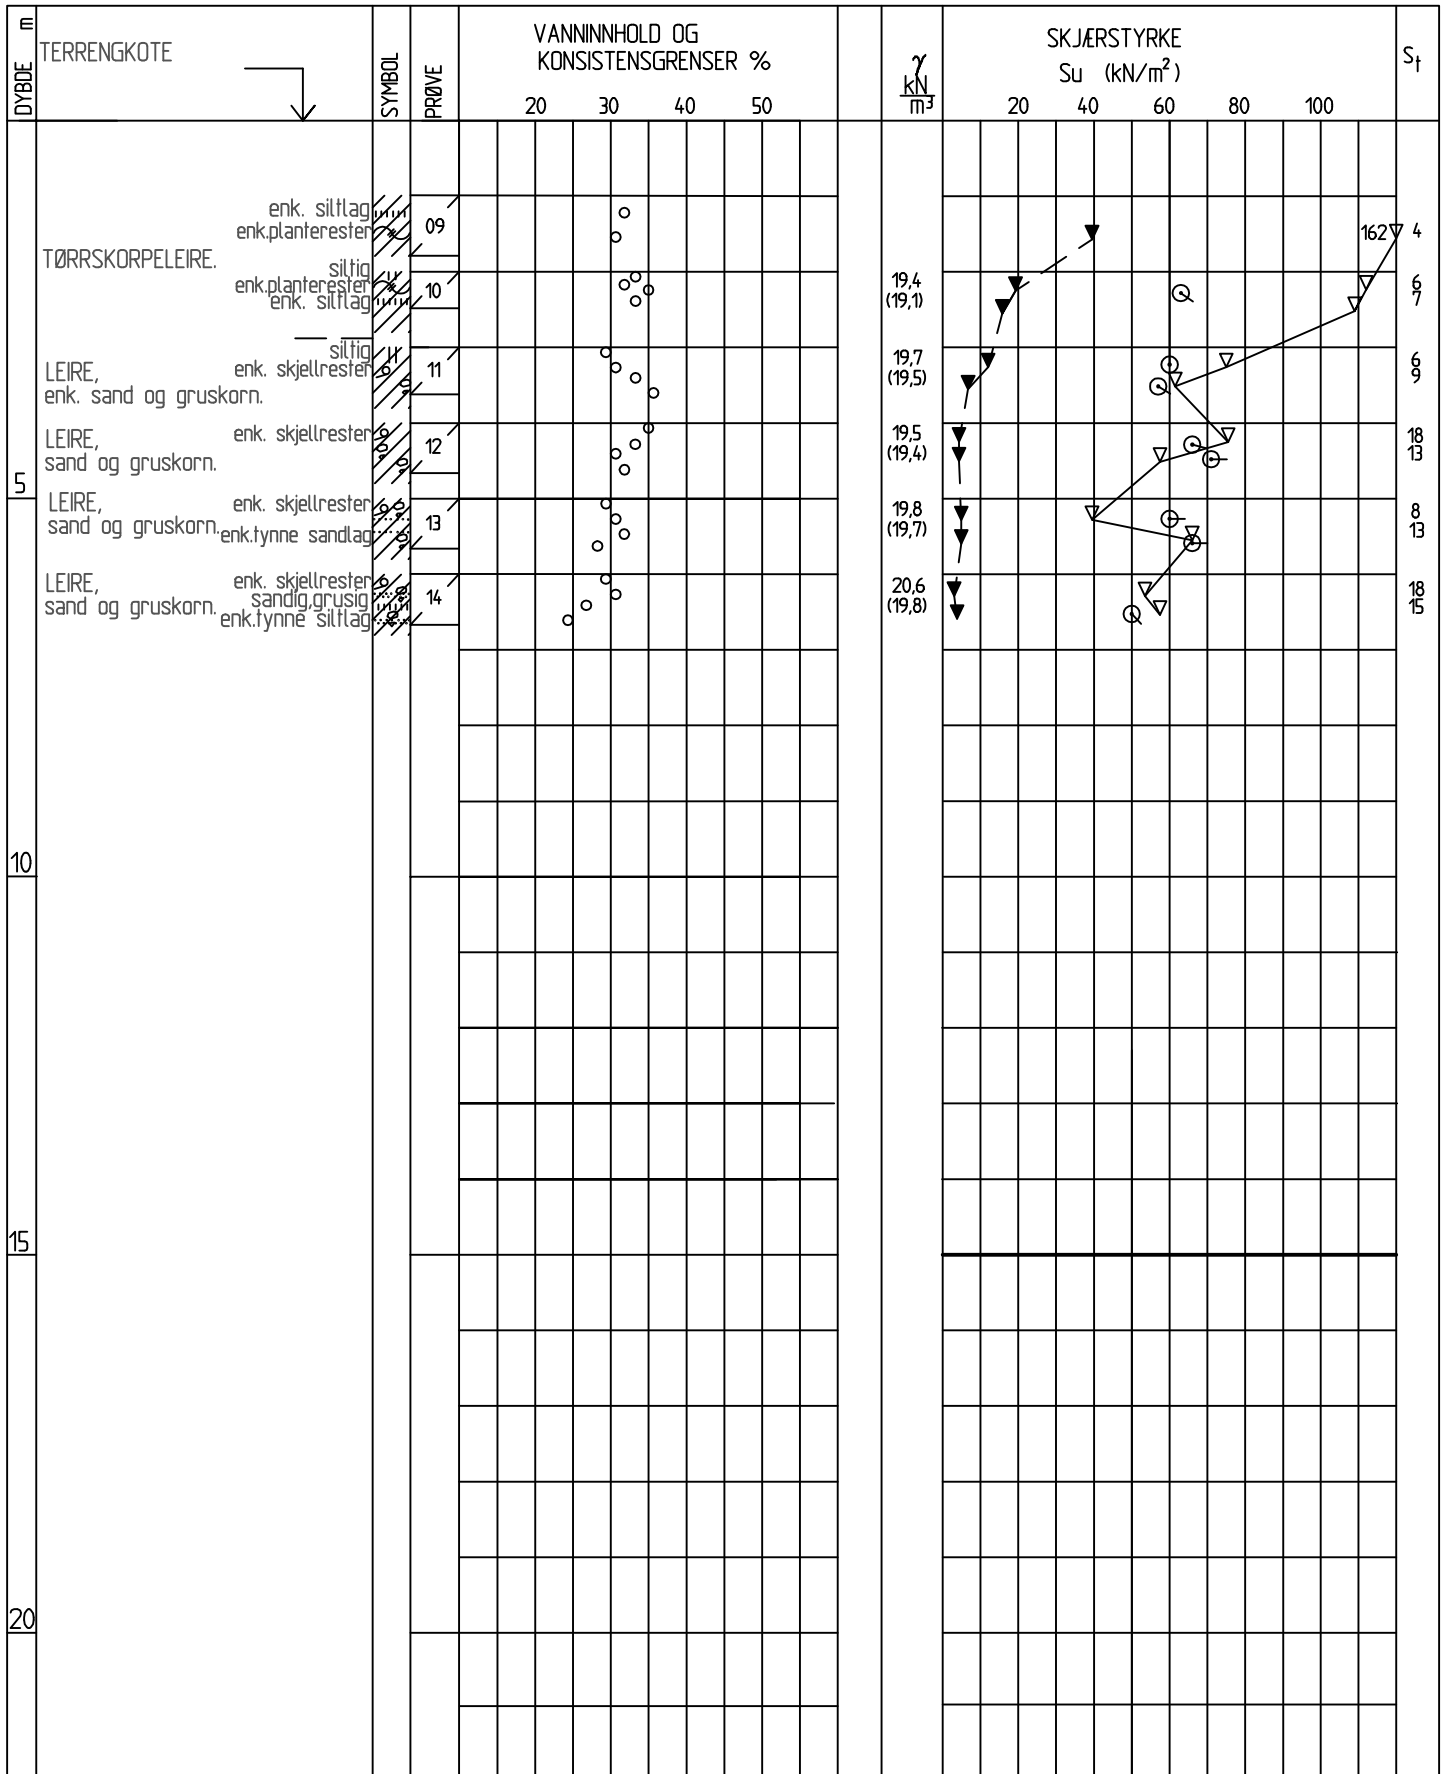 DYBDE m
TERRENGKOTE
SYMBOL
PRØVE
VANNINNHOLD OG
KONSISTENSGRENSER %
20 30 40 50
γ
kN
m³
SKJÆRSTYRKE
Su (kN/m²)
20 40 60 80 100
St
enk. siltlag
enk.planterester
09
162
4
TØRRSKORPELEIRE.
siltig
enk.planterester
enk. siltlag
10
19,4
(19,1)
6
7
siltig
enk. skjellrester
LEIRE,
enk. sand og gruskorn.
11
19,7
(19,5)
6
9
enk. skjellrester
LEIRE,
sand og gruskorn.
12
19,5
(19,4)
18
13
5
LEIRE,
sand og gruskorn.
enk. skjellrester
enk.tynne sandlag
13
19,8
(19,7)
8
13
LEIRE,
sand og gruskorn.
enk. skjellrester
sandig,grusig
enk.tynne siltlag
14
20,6
(19,8)
18
15
10
15
20